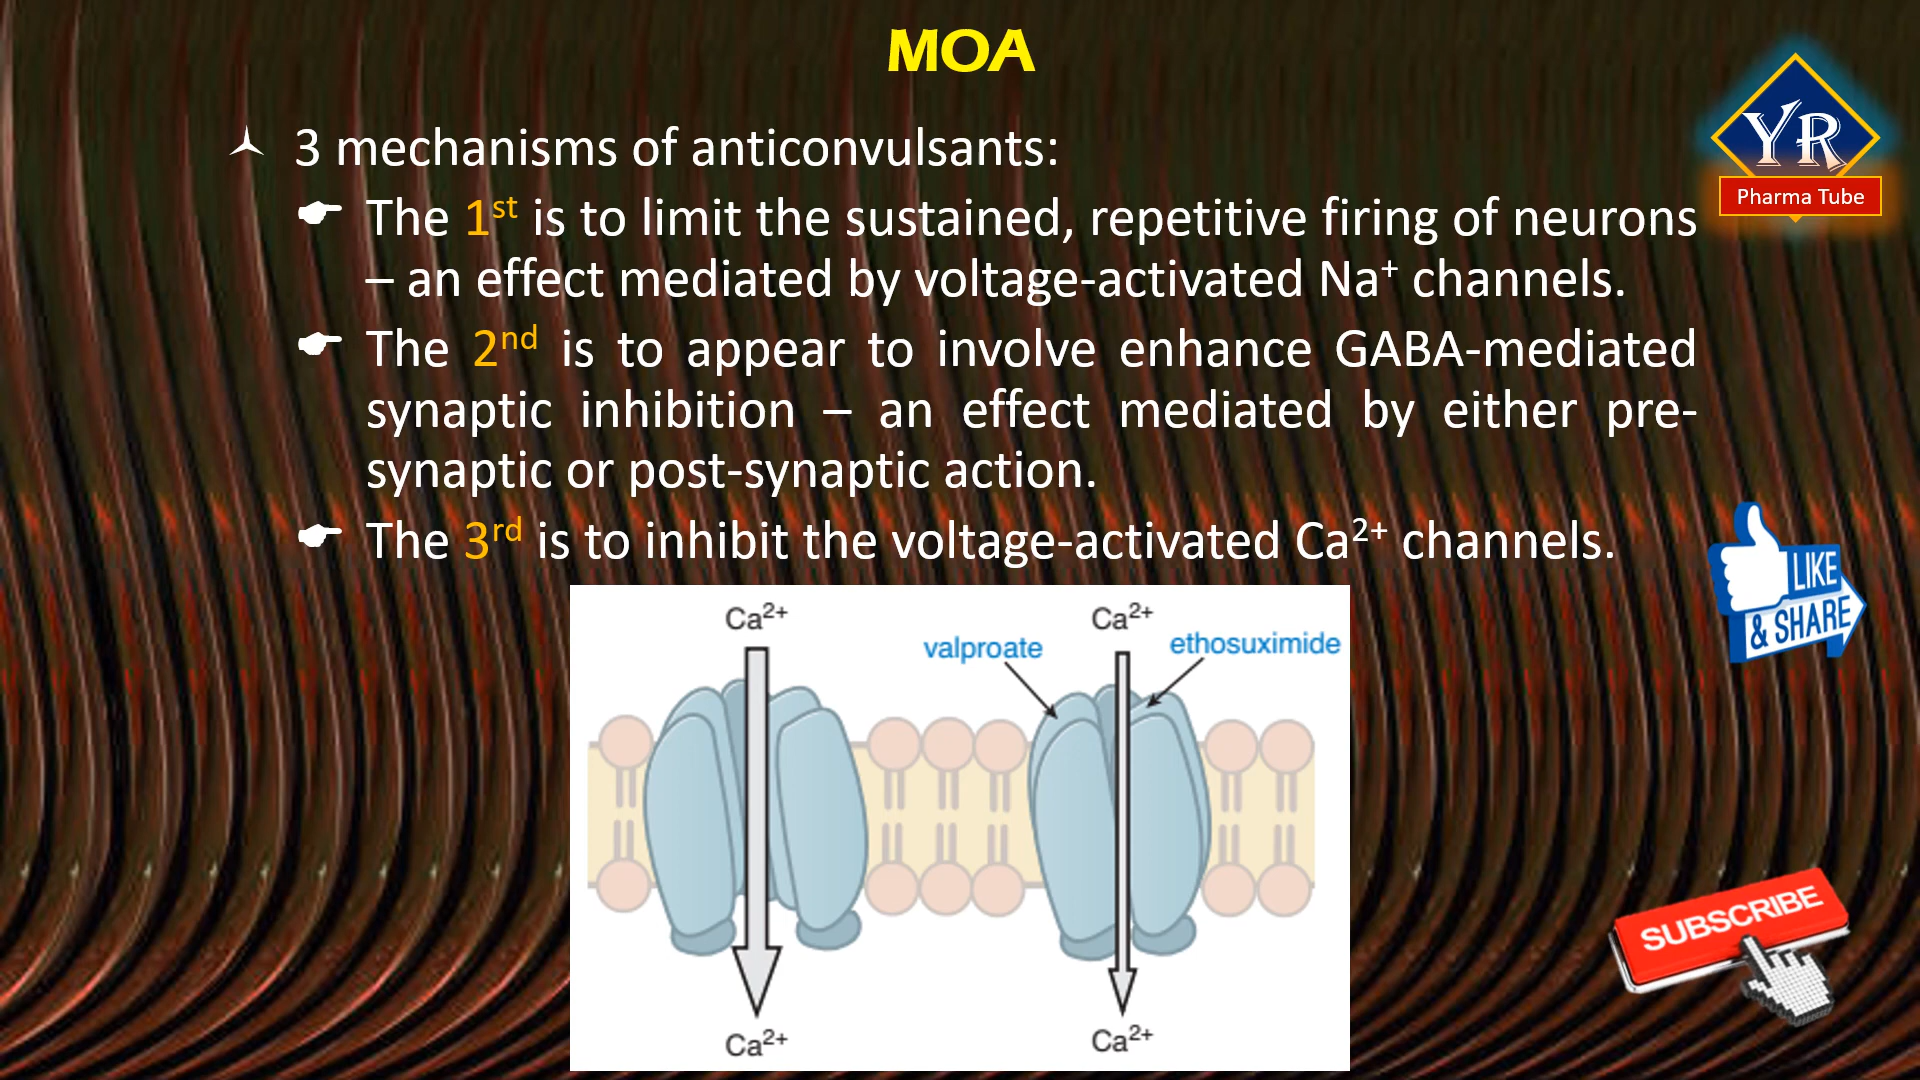 MOA
3 mechanisms of anticonvulsants:
The 1st is to limit the sustained, repetitive firing of neurons
– an effect mediated by voltage-activated Na⁺ channels.
The 2nd is to appear to involve enhance GABA-mediated
synaptic inhibition – an effect mediated by either pre-
synaptic or post-synaptic action.
The 3rd is to inhibit the voltage-activated Ca²⁺ channels.
YR
Pharma Tube
Ca²⁺
Ca²⁺
valproate
ethosuximide
Ca²⁺
Ca²⁺
LIKE
& SHARE
SUBSCRIBE